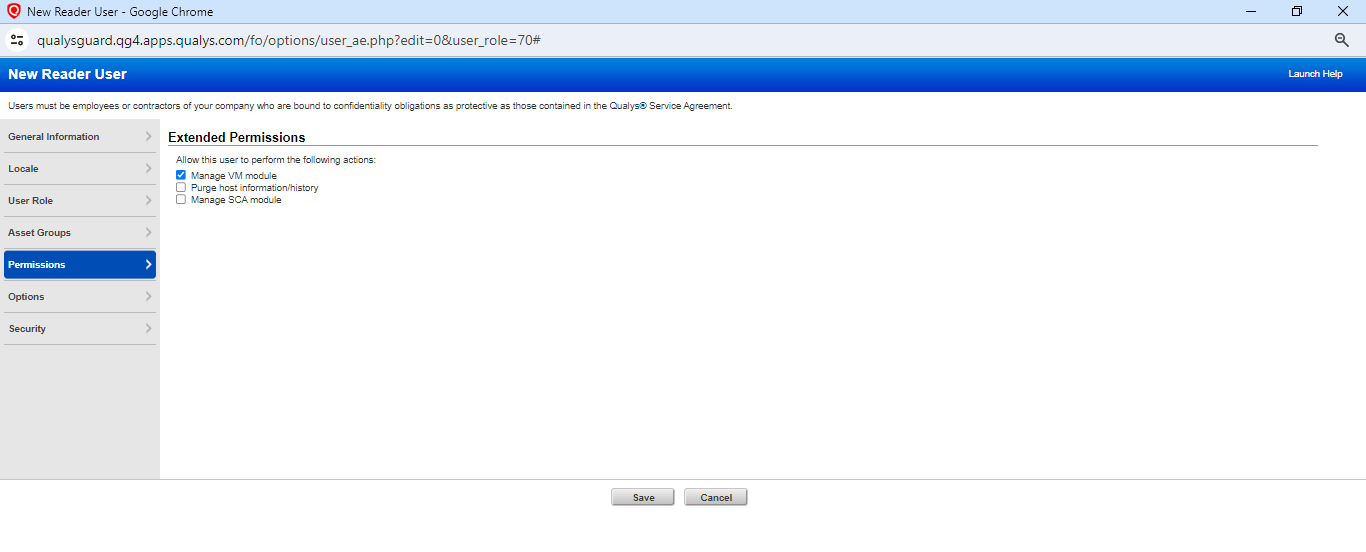 New Reader User - Google Chrome
qualysguard.qg4.apps.qualys.com/fo/options/user_ae.php?edit=0&user_role=70#
New Reader User
Launch Help
Users must be employees or contractors of your company who are bound to confidentiality obligations as protective as those contained in the Qualys® Service Agreement.
General Information
Locale
User Role
Asset Groups
Permissions
Options
Security
Extended Permissions
Allow this user to perform the following actions:
Manage VM module
Purge host information/history
Manage SCA module
Save
Cancel